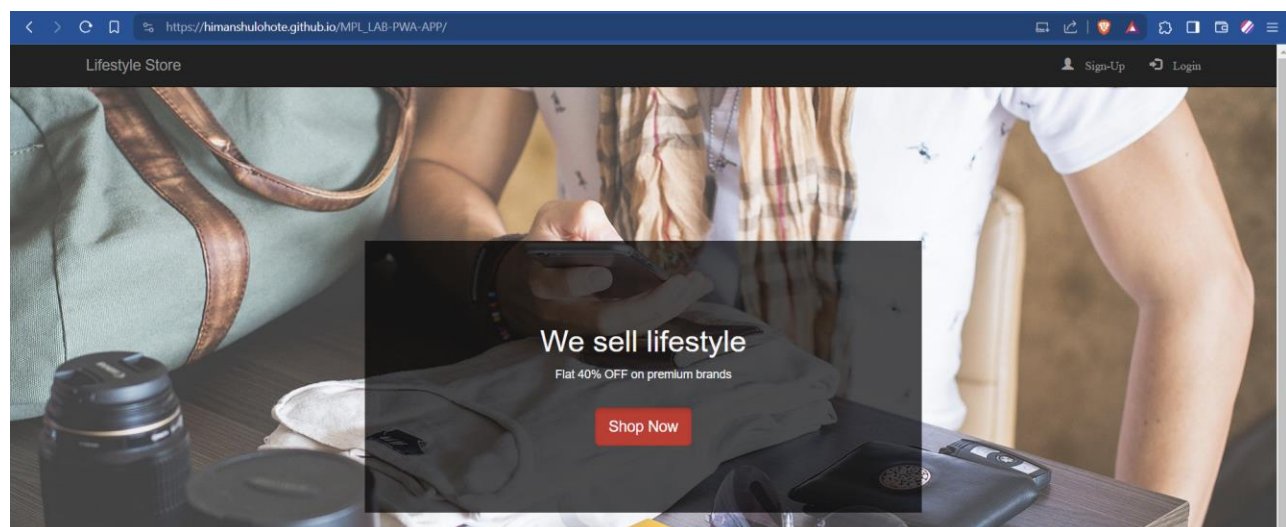 https://himanshulohote.github.io/MPL_LAB-PWA-APP/
Lifestyle Store
Sign-Up
Login
We sell lifestyle
Flat 40% OFF on premium brands
Shop Now